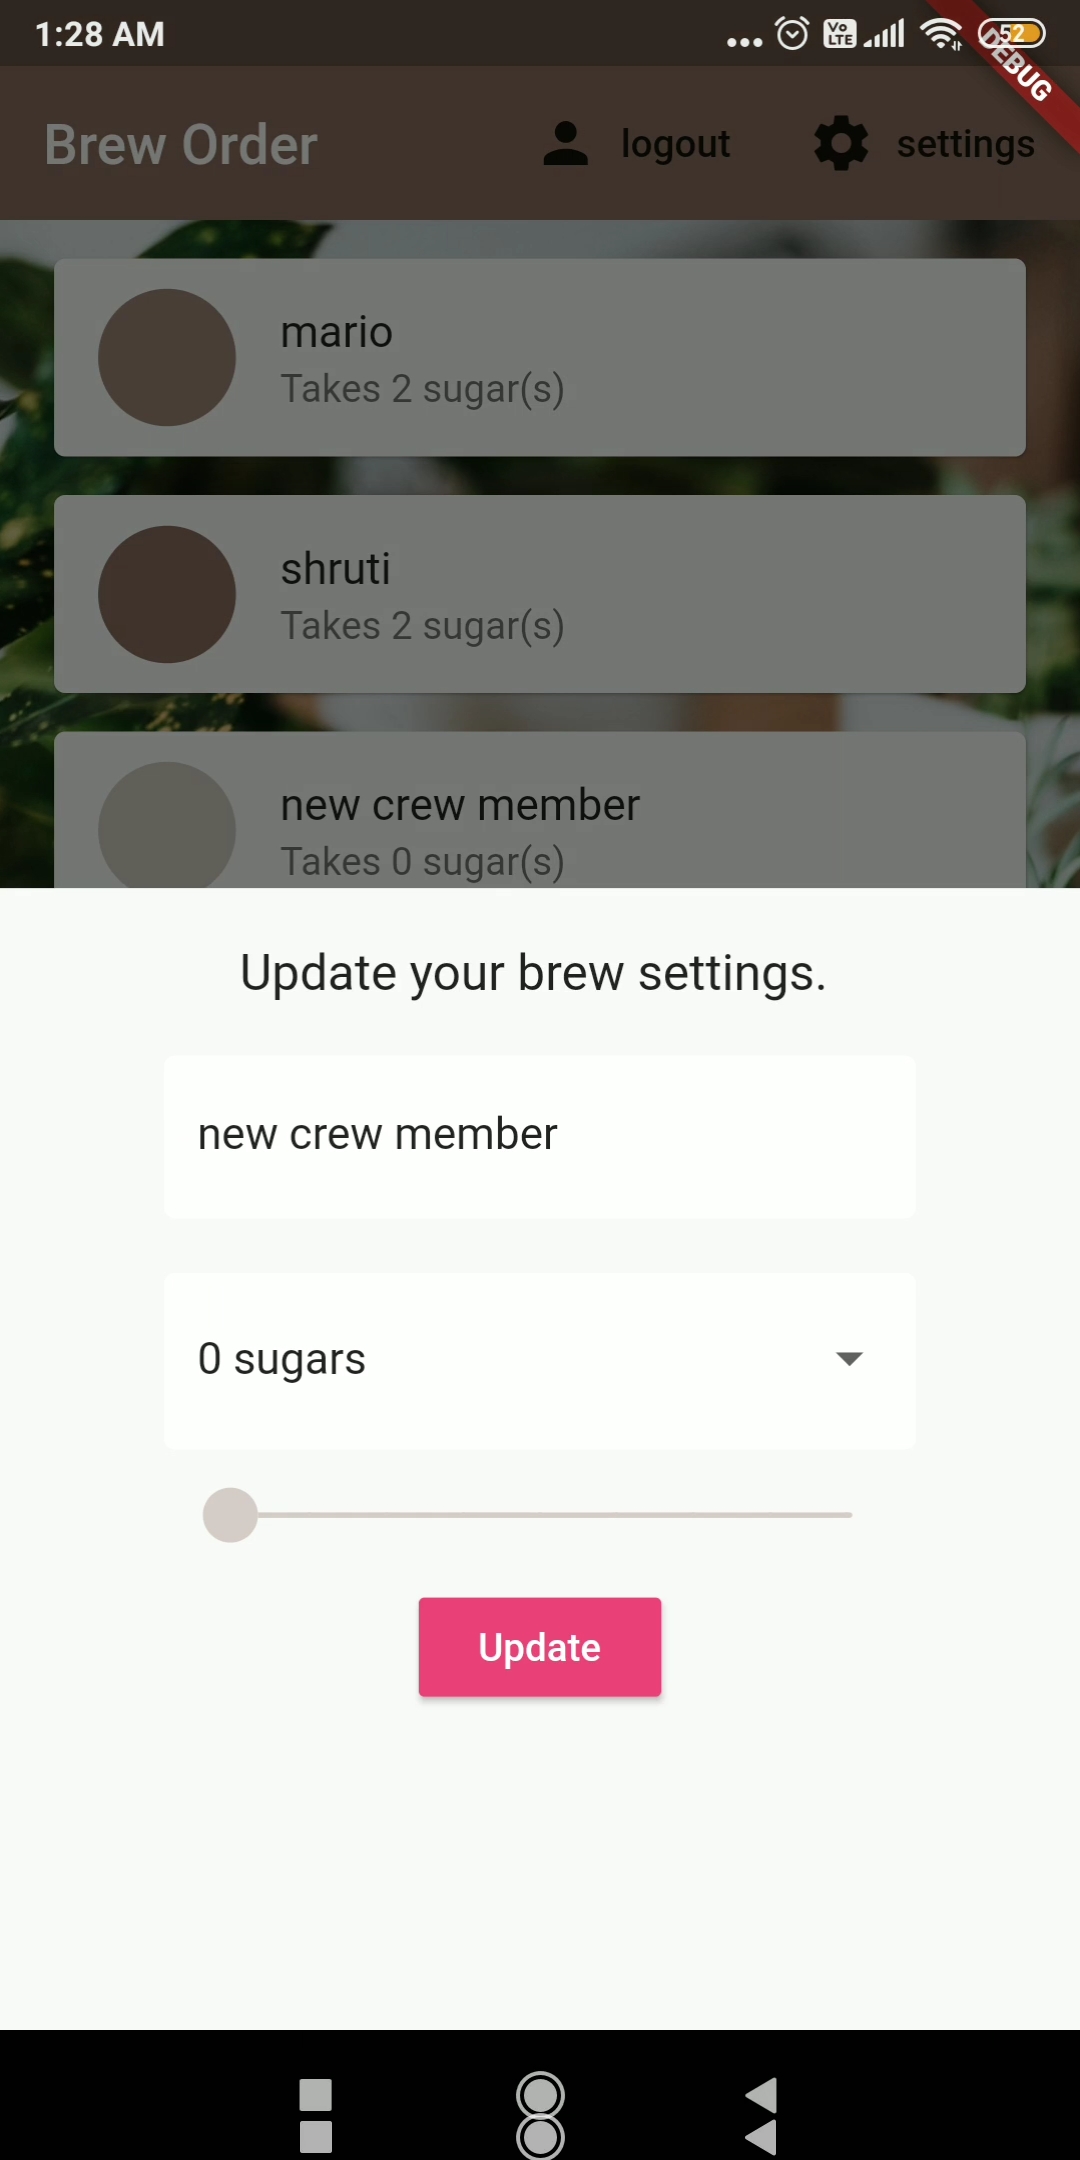 1:28 AM
Vo LTE
52
DEBUG
Brew Order
logout
settings
mario
Takes 2 sugar(s)
shruti
Takes 2 sugar(s)
new crew member
Takes 0 sugar(s)
Update your brew settings.
new crew member
0 sugars
Update